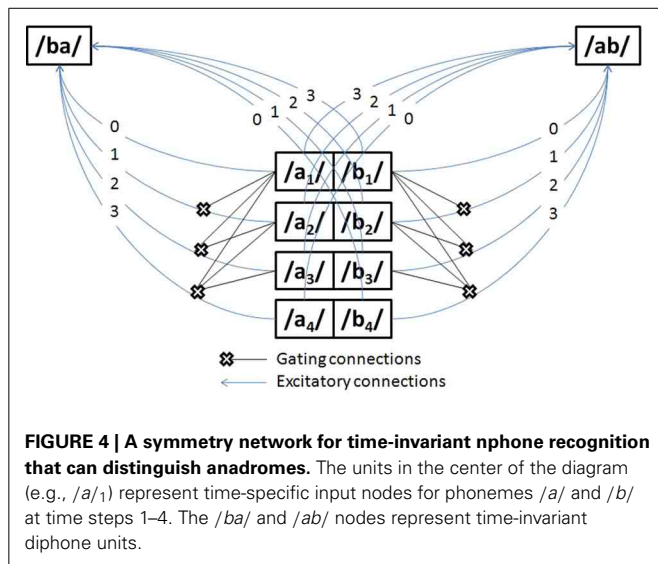 /ba/ /ab/
3 3
2 2
1 1
0 0
0 0
1 1
2 2
3 3
/a₁/ /b₁/
/a₂/ /b₂/
/a₃/ /b₃/
/a₄/ /b₄/
Gating connections
Excitatory connections
FIGURE 4 | A symmetry network for time-invariant nphone recognition
that can distinguish anadromes. The units in the center of the diagram
(e.g., /a/₁) represent time-specific input nodes for phonemes /a/ and /b/
at time steps 1–4. The /ba/ and /ab/ nodes represent time-invariant
diphone units.